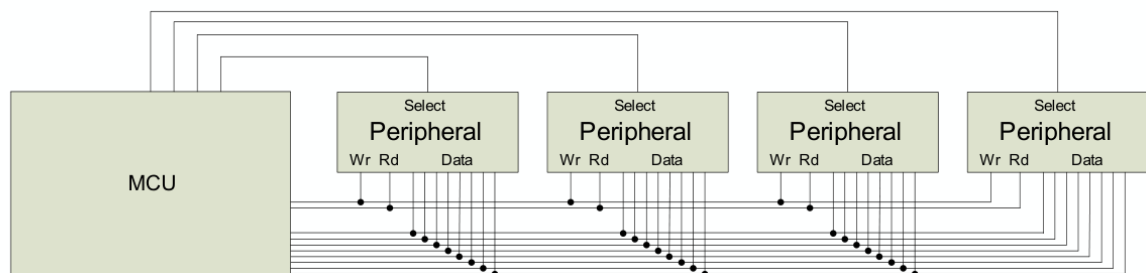 Select Select Select Select
Peripheral Peripheral Peripheral Peripheral
Wr Rd Data Wr Rd Data Wr Rd Data Wr Rd Data
MCU